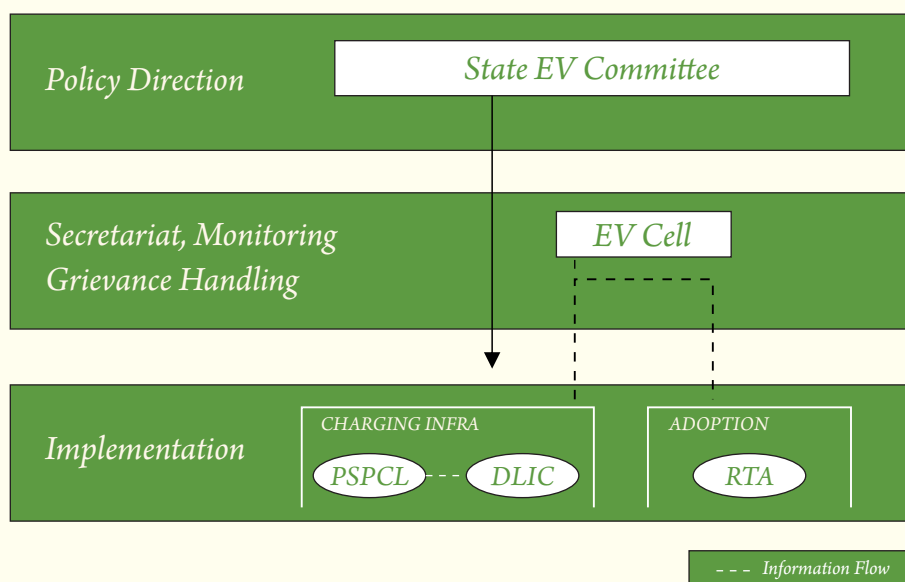 Policy Direction
State EV Committee
Secretariat, Monitoring
Grievance Handling
EV Cell
Implementation
CHARGING INFRA
PSPCL
DLIC
ADOPTION
RTA
Information Flow